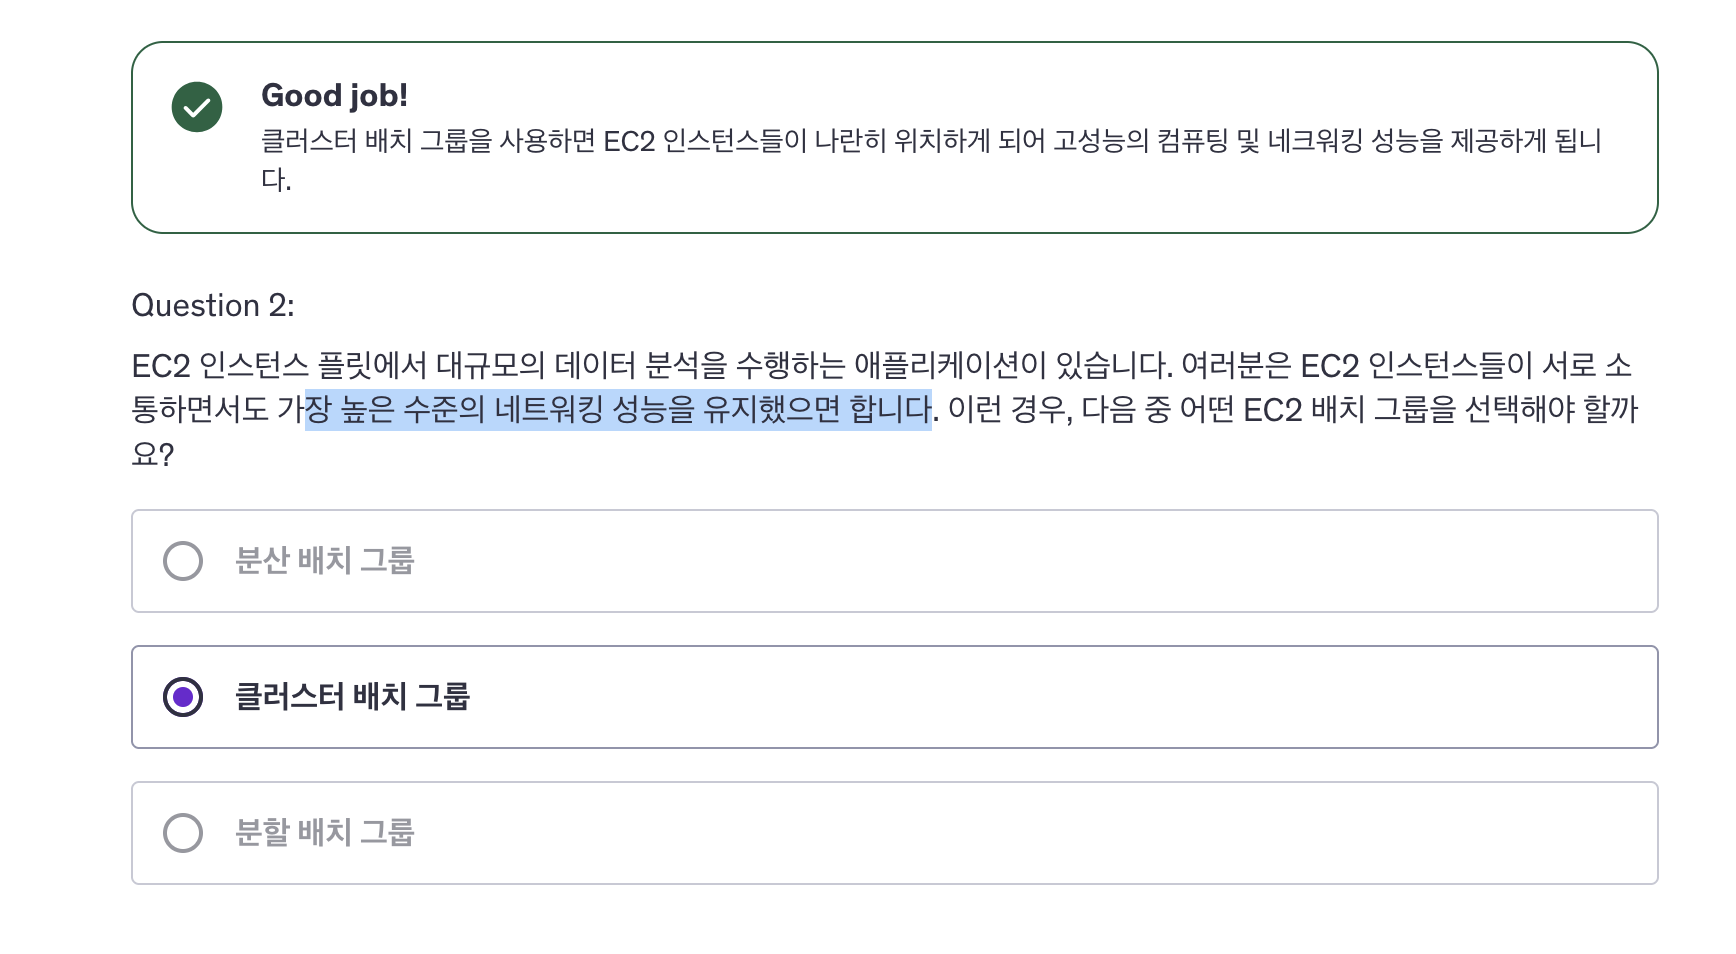 Good job!
클러스터 배치 그룹을 사용하면 EC2 인스턴스들이 나란히 위치하게 되어 고성능의 컴퓨팅 및 네크워킹 성능을 제공하게 됩니
다.
Question 2:
EC2 인스턴스 플릿에서 대규모의 데이터 분석을 수행하는 애플리케이션이 있습니다. 여러분은 EC2 인스턴스들이 서로 소
통하면서도 가장 높은 수준의 네트워킹 성능을 유지했으면 합니다. 이런 경우, 다음 중 어떤 EC2 배치 그룹을 선택해야 할까
요?
분산 배치 그룹
클러스터 배치 그룹
분할 배치 그룹